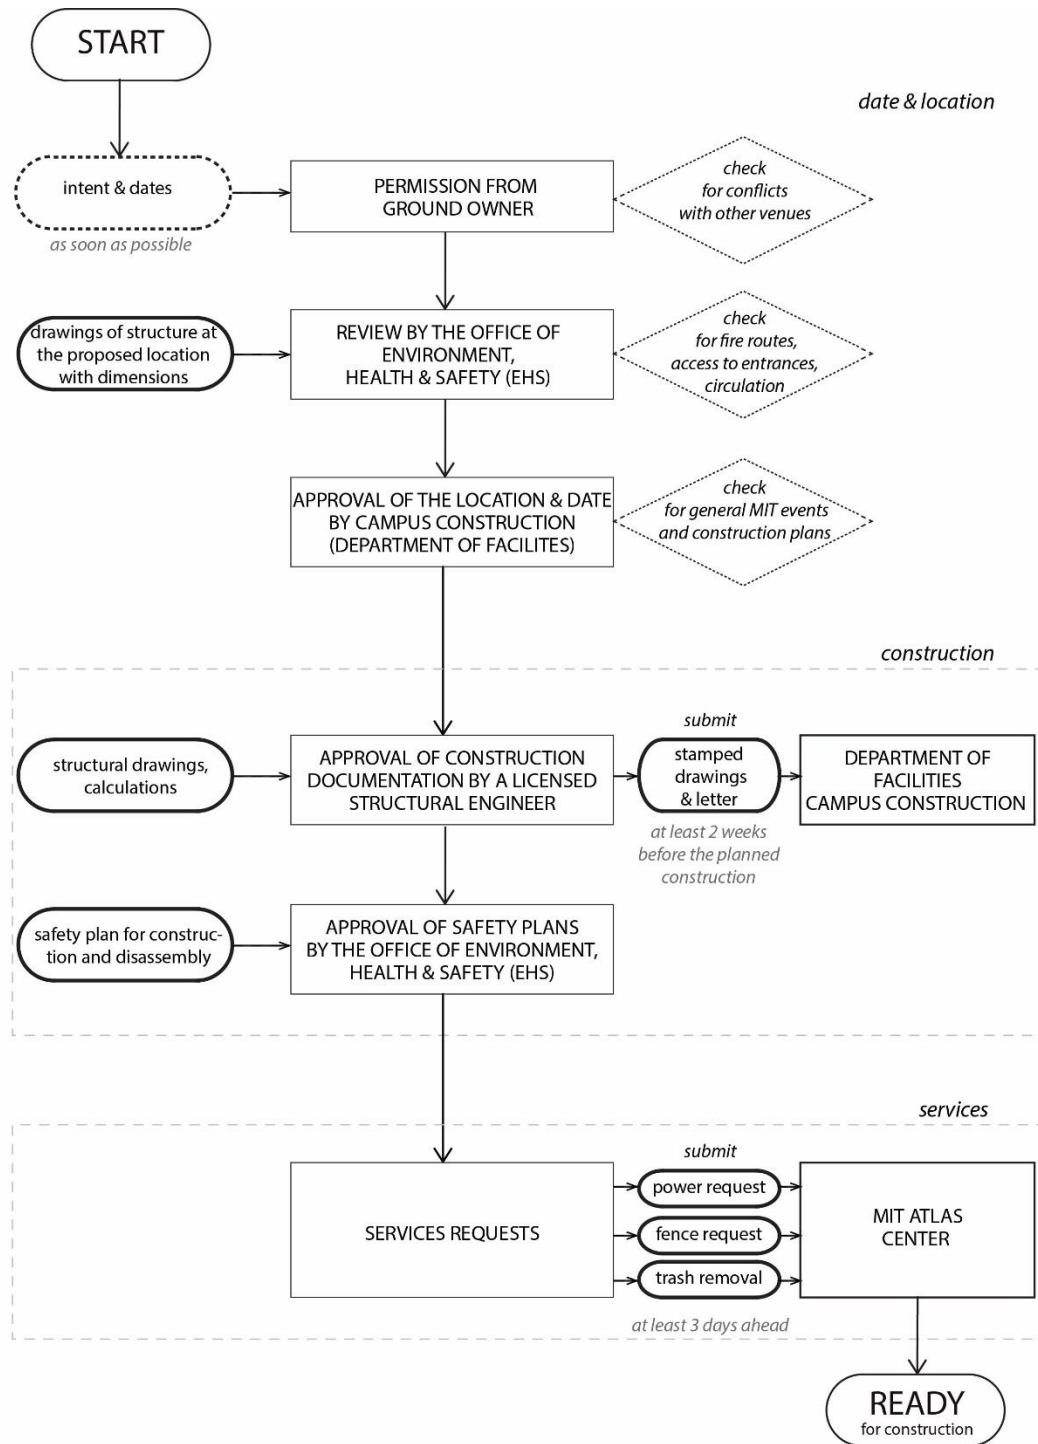 START
date & location
intent & dates
as soon as possible
PERMISSION FROM
GROUND OWNER
check
for conflicts
with other venues
drawings of structure at
the proposed location
with dimensions
REVIEW BY THE OFFICE OF
ENVIRONMENT,
HEALTH & SAFETY (EHS)
check
for fire routes,
access to entrances,
circulation
APPROVAL OF THE LOCATION & DATE
BY CAMPUS CONSTRUCTION
(DEPARTMENT OF FACILITES)
check
for general MIT events
and construction plans
construction
structural drawings,
calculations
APPROVAL OF CONSTRUCTION
DOCUMENTATION BY A LICENSED
STRUCTURAL ENGINEER
submit
stamped
drawings
& letter
at least 2 weeks
before the planned
construction
DEPARTMENT OF
FACILITIES
CAMPUS CONSTRUCTION
safety plan for construc-
tion and disassembly
APPROVAL OF SAFETY PLANS
BY THE OFFICE OF ENVIRONMENT,
HEALTH & SAFETY (EHS)
services
SERVICES REQUESTS
submit
power request
fence request
trash removal
at least 3 days ahead
MIT ATLAS
CENTER
READY
for construction